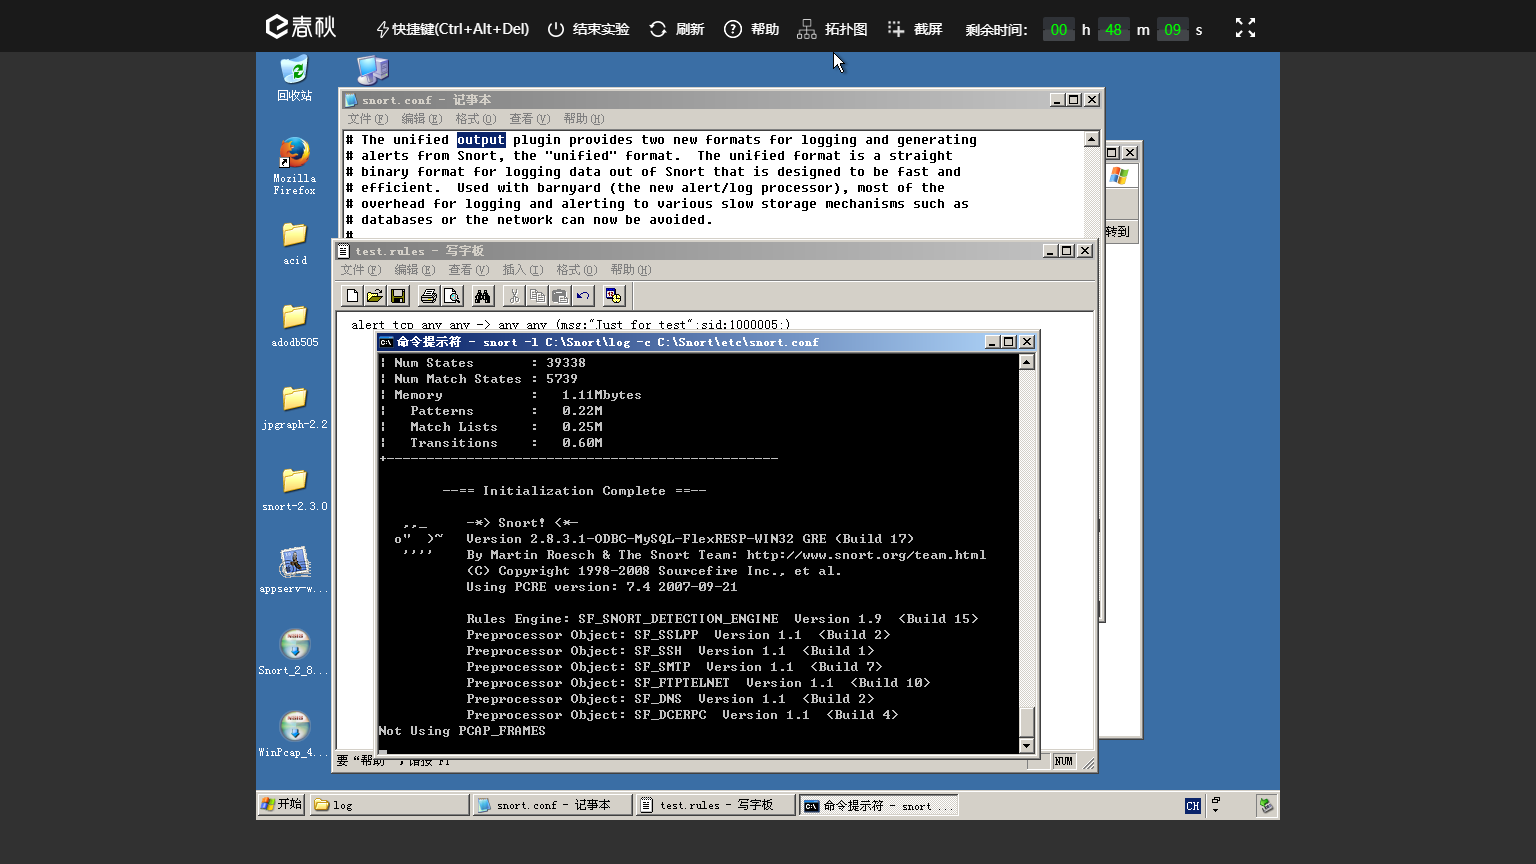 春秋 快捷键(Ctrl+Alt+Del) 结束实验 刷新 帮助 拓扑图 截屏 剩余时间： 00 h 48 m 09 s
回收站
Mozilla
Firefox
acid
adodb505
jpgraph-2.2
snort-2.3.0
appserv-w...
Snort_2_8...
WinPcap_4...
snort.conf - 记事本
文件(F) 编辑(E) 格式(O) 查看(V) 帮助(H)
# The unified output plugin provides two new formats for logging and generating
# alerts from Snort, the "unified" format.  The unified format is a straight
# binary format for logging data out of Snort that is designed to be fast and
# efficient.  Used with barnyard (the new alert/log processor), most of the
# overhead for logging and alerting to various slow storage mechanisms such as
# databases or the network can now be avoided.
#
转到
test.rules - 写字板
文件(F) 编辑(E) 查看(V) 插入(I) 格式(O) 帮助(H)
alert tcp any any -> any any (msg:"Just for test";sid:1000005;)
命令提示符 - snort -l C:\Snort\log -c C:\Snort\etc\snort.conf
| Num States       : 39338
| Num Match States : 5739
| Memory           :   1.11Mbytes
|   Patterns       :   0.22M
|   Match Lists    :   0.25M
|   Transitions    :   0.60M
+-------------------------------------------------
--== Initialization Complete ==--
,,_     -*> Snort! <*-
o"  )~   Version 2.8.3.1-ODBC-MySQL-FlexRESP-WIN32 GRE (Build 17)
''''    By Martin Roesch & The Snort Team: http://www.snort.org/team.html
(C) Copyright 1998-2008 Sourcefire Inc., et al.
Using PCRE version: 7.4 2007-09-21
Rules Engine: SF_SNORT_DETECTION_ENGINE  Version 1.9  <Build 15>
Preprocessor Object: SF_SSLPP  Version 1.1  <Build 2>
Preprocessor Object: SF_SSH  Version 1.1  <Build 1>
Preprocessor Object: SF_SMTP  Version 1.1  <Build 7>
Preprocessor Object: SF_FTPTELNET  Version 1.1  <Build 10>
Preprocessor Object: SF_DNS  Version 1.1  <Build 2>
Preprocessor Object: SF_DCERPC  Version 1.1  <Build 4>
Not Using PCAP_FRAMES
要“帮助”，请按 F1 NUM
开始 log snort.conf - 记事本 test.rules - 写字板 命令提示符 - snort ... CH